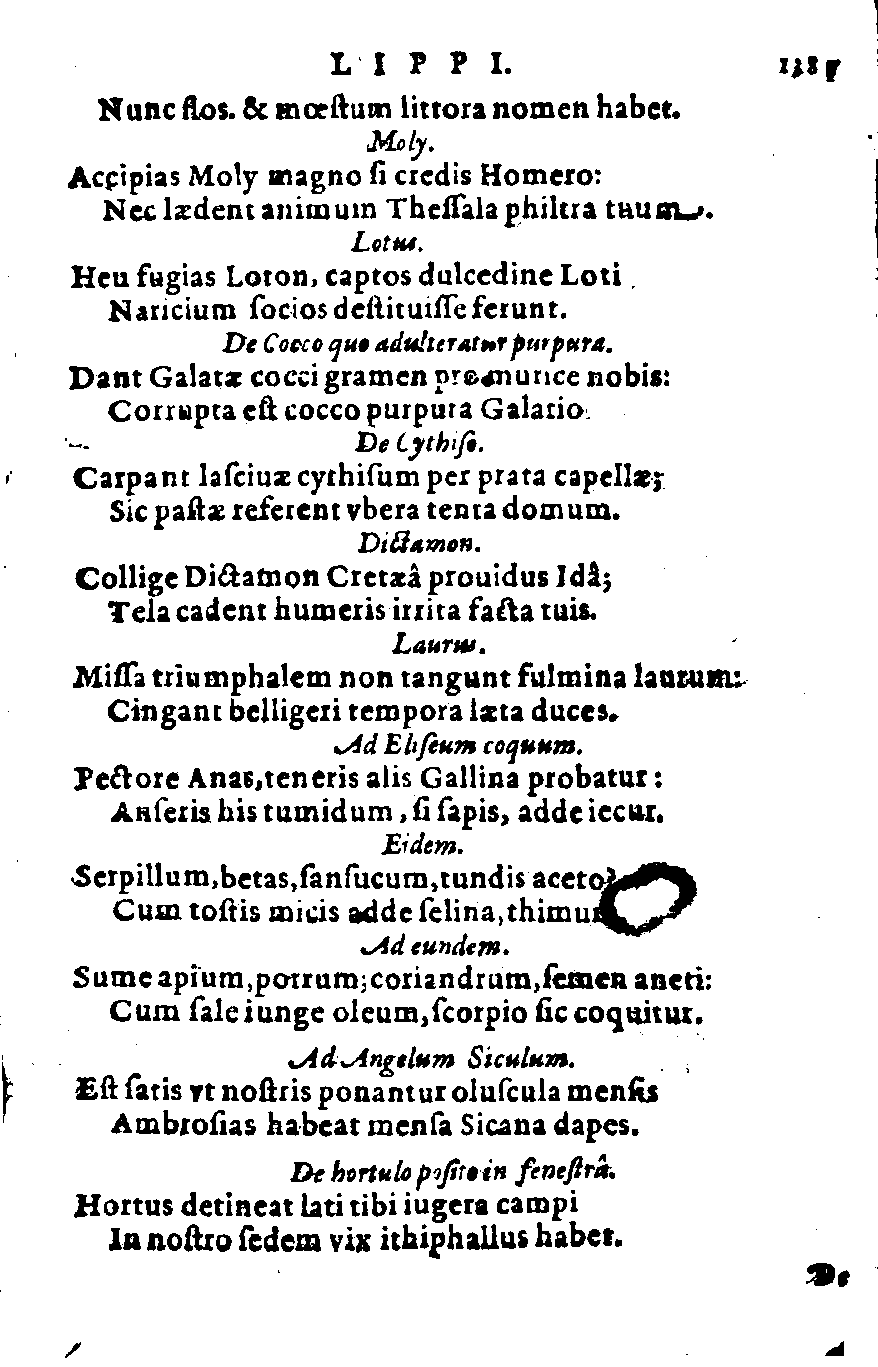 LIPPI.
Nunc flos. & mœstum littora nomen habet.
Moly.
Accipias Moly magno si credis Homero:
Nec lædent animum Thessala philtra tuum.
Lotus.
Heu fugias Loton, captos dulcedine Loti
Naricium socios destituisse ferunt.
De Cocco quo adulteratur purpura.
Dant Galatæ cocci gramen pro murice nobis:
Corrupta est cocco purpura Galatio.
De Cythiso.
Carpant lasciuæ cythisum per prata capellæ;
Sic pastæ referent vbera tenta domum.
Dictamon.
Collige Dictamon Cretæâ prouidus Idâ;
Tela cadent humeris irrita facta tuis.
Laurus.
Missa triumphalem non tangunt fulmina laurum:
Cingant belligeri tempora læta duces.
Ad Eliseum coquum.
Pectore Anas, teneris alis Gallina probatur:
Anseris his tumidum, si sapis, adde iecur.
Eidem.
Serpillum, betas, sansucum, tundis aceto?
Cum tostis micis adde selina,
Ad eundem.
Sume apium, porrum; coriandrum, semen aneti:
Cum sale iunge oleum, scorpio sic coquitur.
Ad Angelum Siculum.
Est satis vt nostris ponantur oluscula mensis
Ambrosias habeat mensa Sicana dapes.
De hortulo posito in fenestrâ.
Hortus detineat lati tibi iugera campi
In nostro sedem vix ithiphallus habet.
De